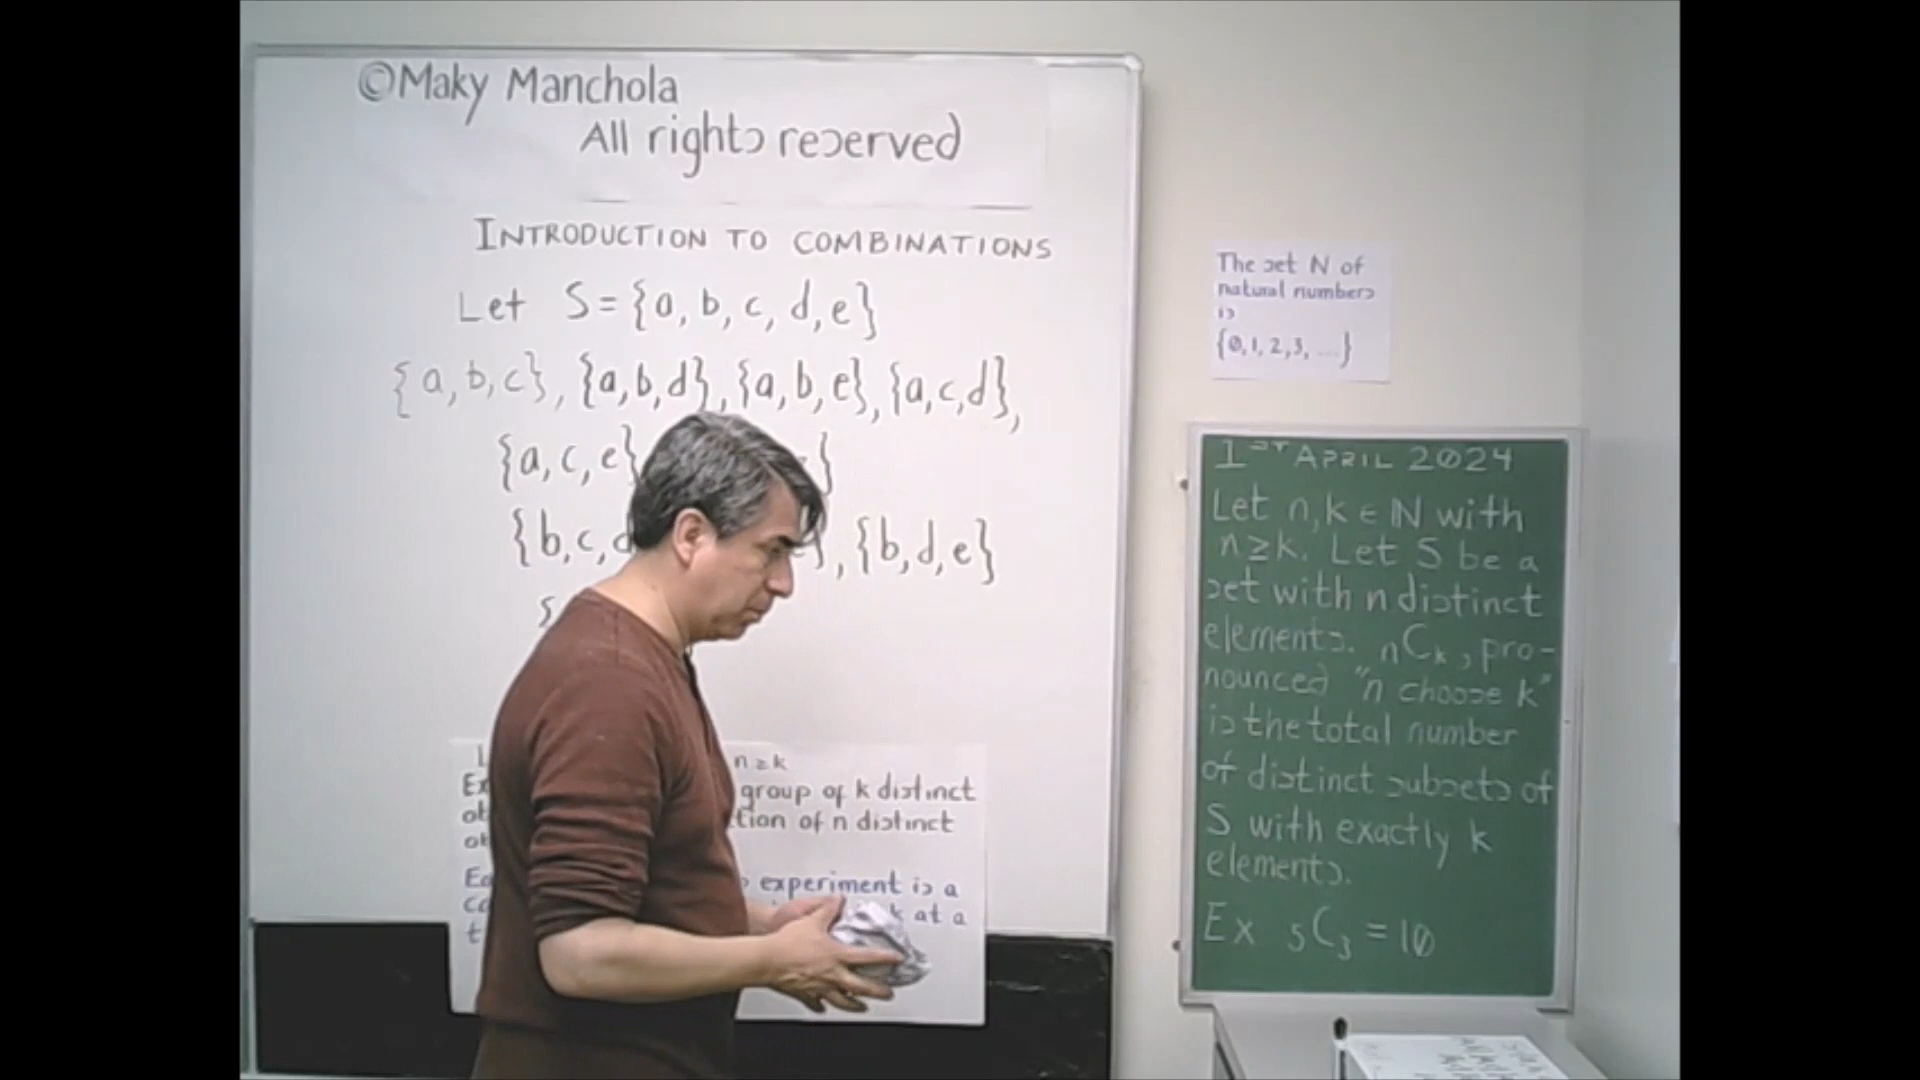 ©Maky Manchola
All rights reserved
INTRODUCTION TO COMBINATIONS
Let S={a, b, c, d, e}
{a, b, c}, {a, b, d}, {a, b, e}, {a, c, d},
{a, c, e}
{b, c, d }, {b, d, e}
n≥k
group of k distinct
tion of n distinct
experiment is a
k at a
The set N of
natural numbers
is
{0, 1, 2, 3, ...}
1ST APRIL 2024
Let n, k ∈ N with
n≥k. Let S be a
set with n distinct
elements. nCk, pro-
nounced "n choose k"
is the total number
of distinct subsets of
S with exactly k
elements.
Ex 5C3 = 10